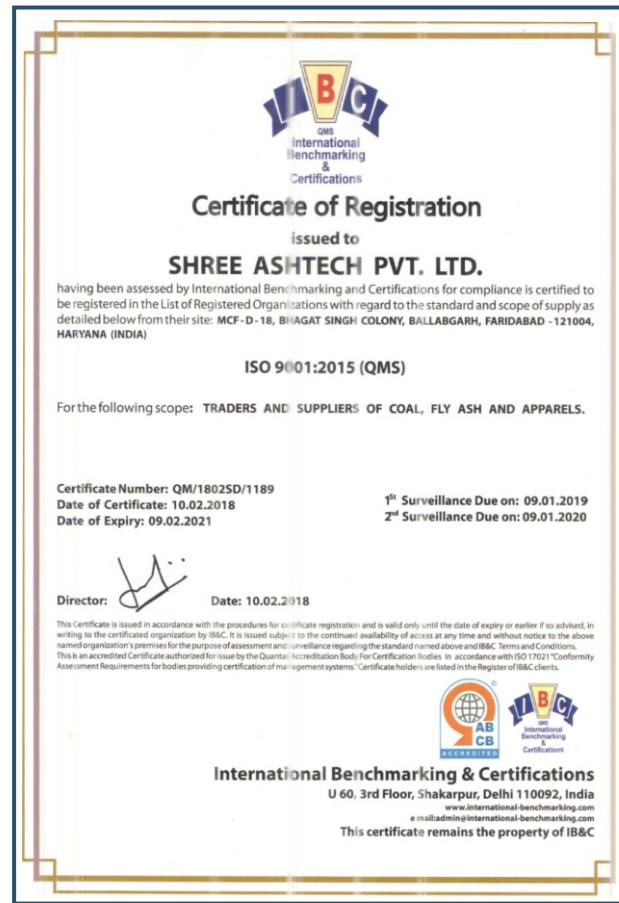 I B C
QMS
International
Benchmarking
&
Certifications
Certificate of Registration
issued to
SHREE ASHTECH PVT. LTD.
having been assessed by International Benchmarking and Certifications for compliance is certified to
be registered in the List of Registered Organizations with regard to the standard and scope of supply as
detailed below from their site: MCF-D-18, BHAGAT SINGH COLONY, BALLABGARH, FARIDABAD -121004,
HARYANA (INDIA)
ISO 9001:2015 (QMS)
For the following scope: TRADERS AND SUPPLIERS OF COAL, FLY ASH AND APPARELS.
Certificate Number: QM/1802SD/1189
Date of Certificate: 10.02.2018
Date of Expiry: 09.02.2021
1St Surveillance Due on: 09.01.2019
2nd Surveillance Due on: 09.01.2020
Director:
Date: 10.02.2018
This Certificate is issued in accordance with the procedures for certificate registration and is valid only until the date of expiry or earlier if so advised, in
writing to the certificated organization by IB&C. It is issued subject to the continued availability of access at any time and without notice to the above
named organization's premises for the purpose of assessment and surveillance regarding the standard named above and IB&C Terms and Conditions.
This is an accredited Certificate authorized for issue by the Quantas Accreditation Body For Certification Bodies in accordance with ISO 17021 "Conformity
Assessment Requirements for bodies providing certification of management systems." Certificate holders are listed in the Register of IB&C clients.
AB
CB
ACCREDITED
I B C
QMS
International
Benchmarking
&
Certifications
International Benchmarking & Certifications
U 60, 3rd Floor, Shakarpur, Delhi 110092, India
www.international-benchmarking.com
e mail:admin@international-benchmarking.com
This certificate remains the property of IB&C